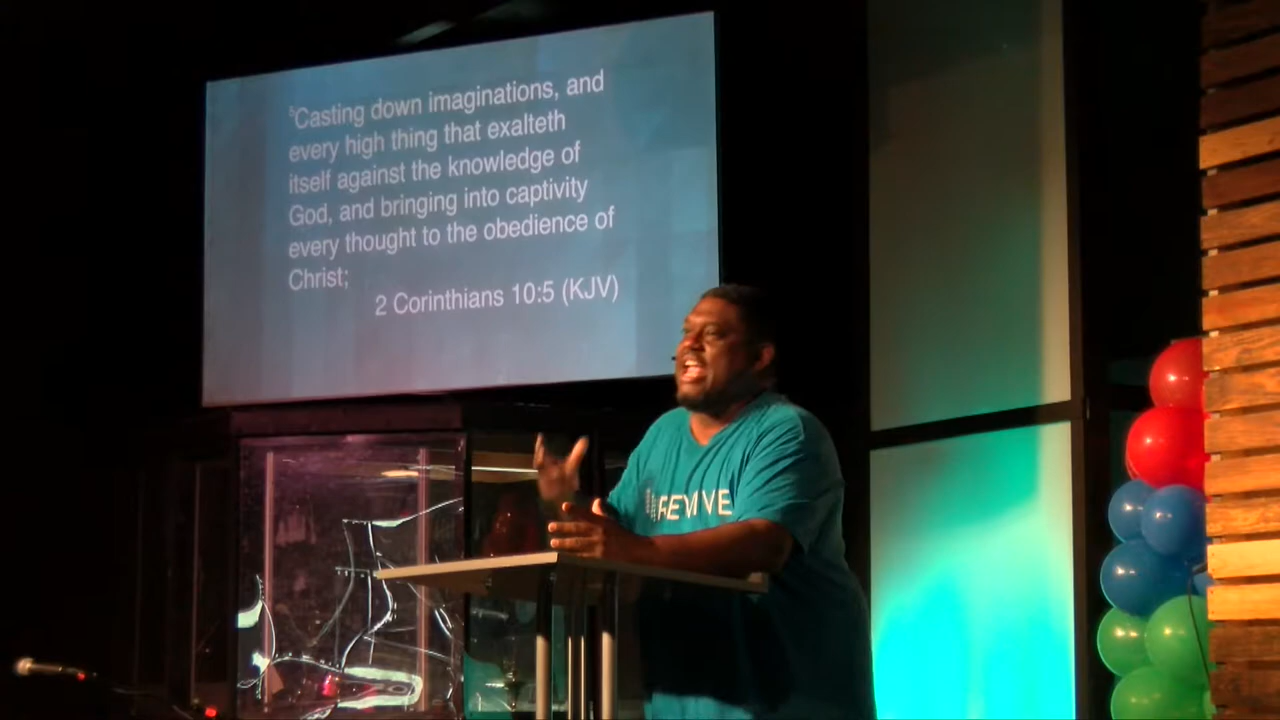 ⁵Casting down imaginations, and
every high thing that exalteth
itself against the knowledge of
God, and bringing into captivity
every thought to the obedience of
Christ;
2 Corinthians 10:5 (KJV)
REVIVE